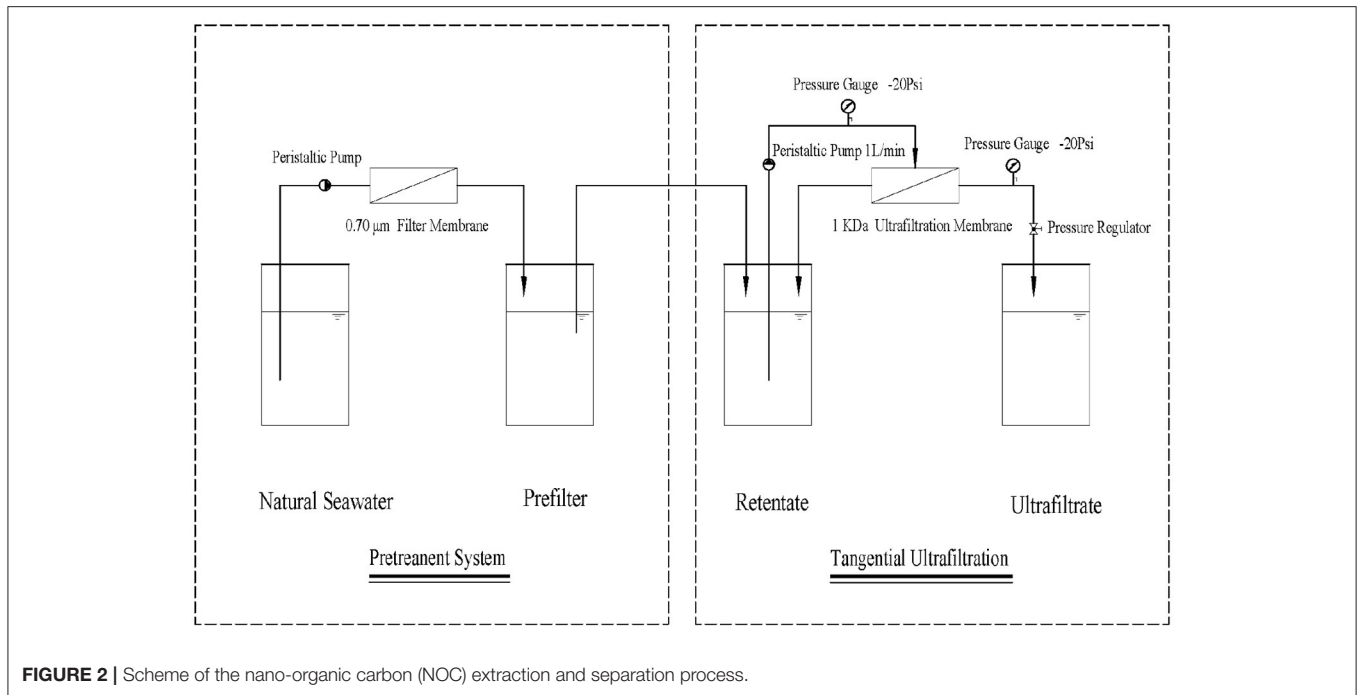 Pressure Gauge -20Psi
Peristaltic Pump
Peristaltic Pump 1L/min
Pressure Gauge -20Psi
0.70 µm Filter Membrane
1 KDa Ultrafiltration Membrane
Pressure Regulator
Natural Seawater
Prefilter
Retentate
Ultrafiltrate
Pretreanent System
Tangential Ultrafiltration
FIGURE 2 | Scheme of the nano-organic carbon (NOC) extraction and separation process.